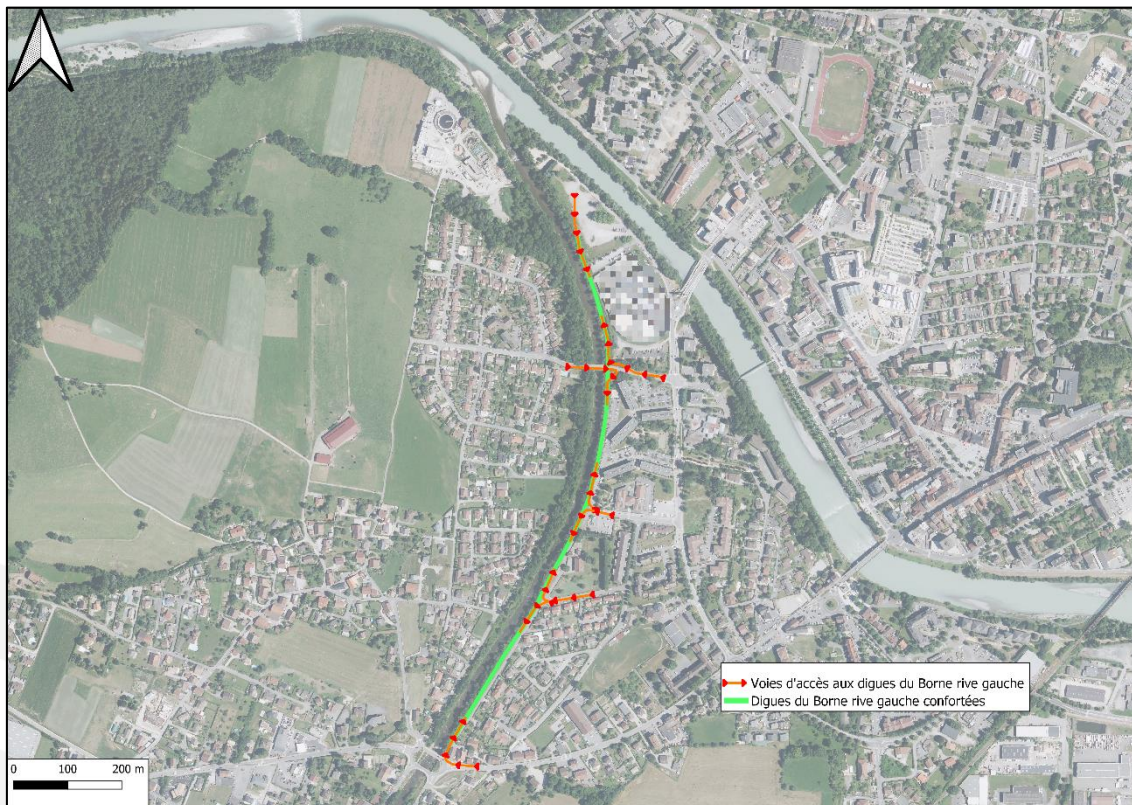 Voies d'accès aux digues du Borne rive gauche
Digues du Borne rive gauche confortées
0 100 200 m